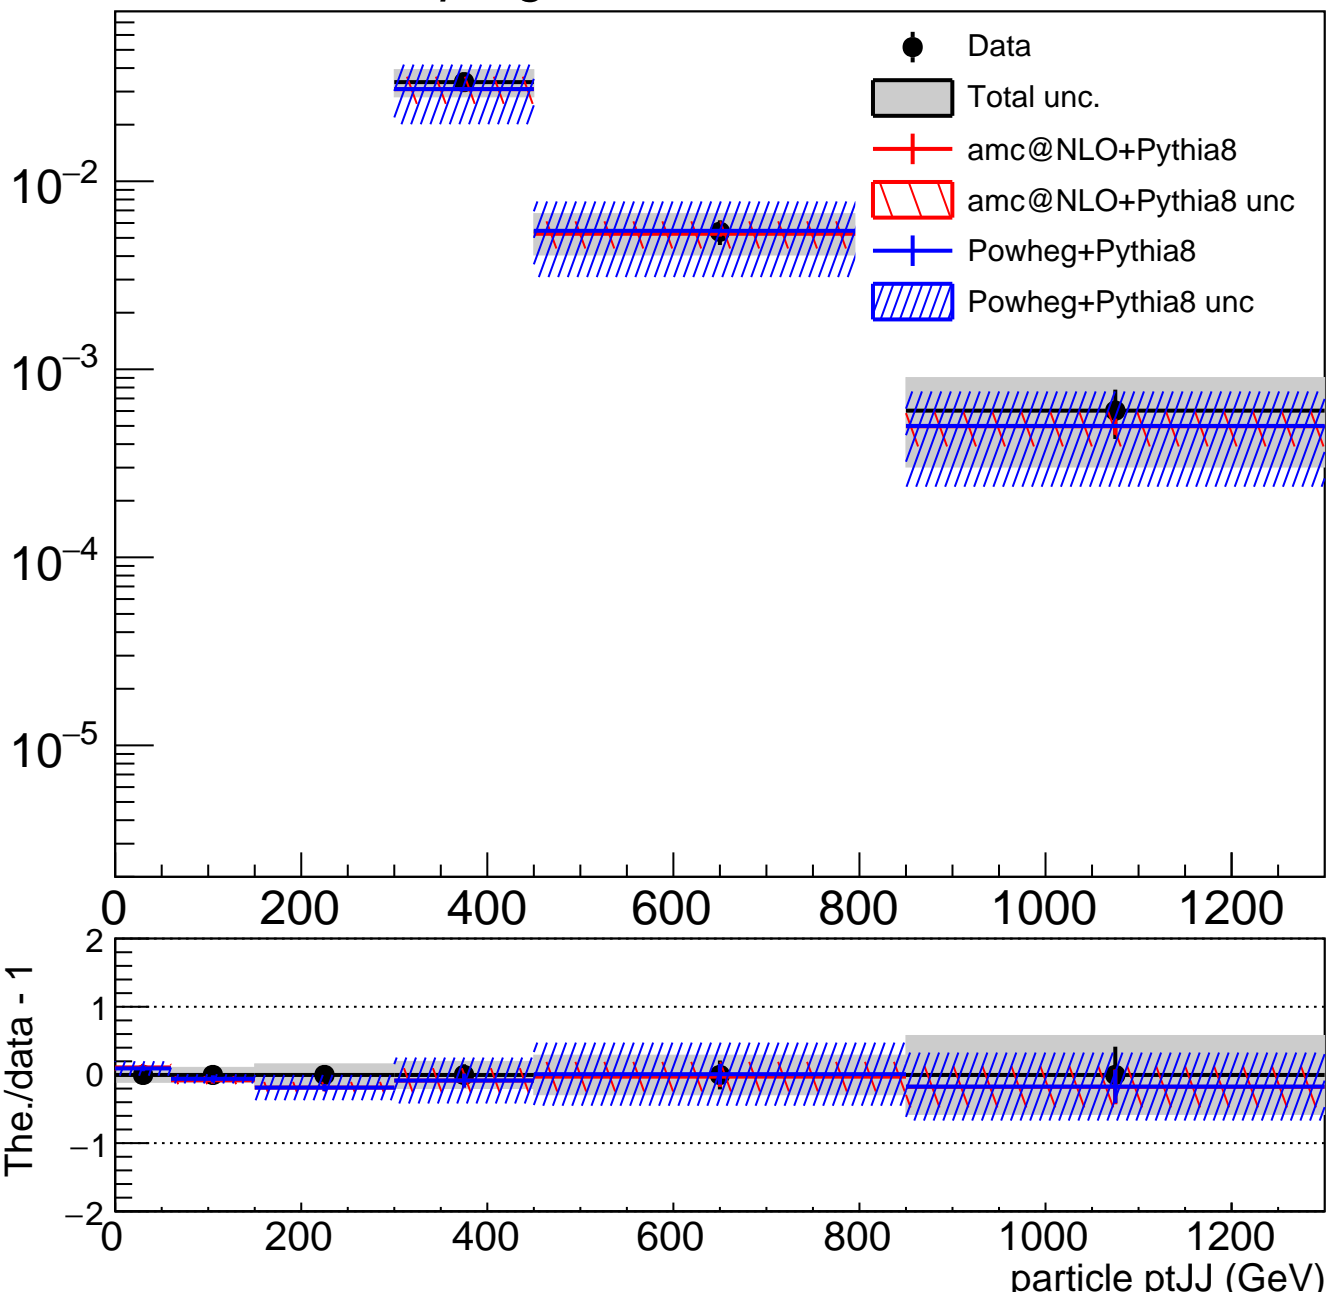 Data
Total unc.
amc@NLO+Pythia8
amc@NLO+Pythia8 unc
Powheg+Pythia8
Powheg+Pythia8 unc
10−2
10−3
10−4
10−5
0 200 400 600 800 1000 1200
The./data - 1
2
1
0
−1
−2
0 200 400 600 800 1000 1200
particle ptJJ (GeV)